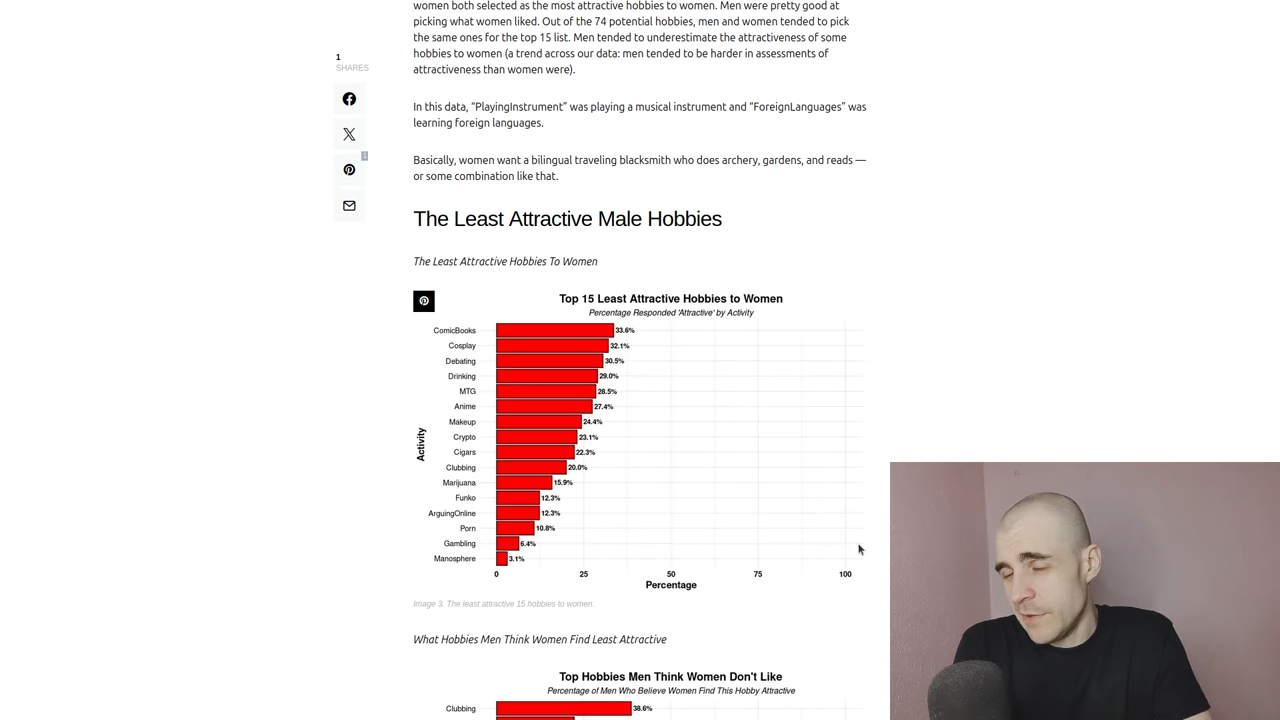 women both selected as the most attractive hobbies to women. Men were pretty good at
picking what women liked. Out of the 74 potential hobbies, men and women tended to pick
the same ones for the top 15 list. Men tended to underestimate the attractiveness of some
hobbies to women (a trend across our data: men tended to be harder in assessments of
attractiveness than women were).
1
SHARES
In this data, “PlayingInstrument” was playing a musical instrument and “ForeignLanguages” was
learning foreign languages.
1
Basically, women want a bilingual traveling blacksmith who does archery, gardens, and reads —
or some combination like that.
The Least Attractive Male Hobbies
The Least Attractive Hobbies To Women
Top 15 Least Attractive Hobbies to Women
Percentage Responded 'Attractive' by Activity
Activity
ComicBooks 33.6%
Cosplay 32.1%
Debating 30.5%
Drinking 29.0%
MTG 28.5%
Anime 27.4%
Makeup 24.4%
Crypto 23.1%
Cigars 22.3%
Clubbing 20.0%
Marijuana 15.9%
Funko 12.3%
ArguingOnline 12.3%
Porn 10.8%
Gambling 6.4%
Manosphere 3.1%
0 25 50 75 100
Percentage
Image 3. The least attractive 15 hobbies to women.
What Hobbies Men Think Women Find Least Attractive
Top Hobbies Men Think Women Don't Like
Percentage of Men Who Believe Women Find This Hobby Attractive
Clubbing 38.6%